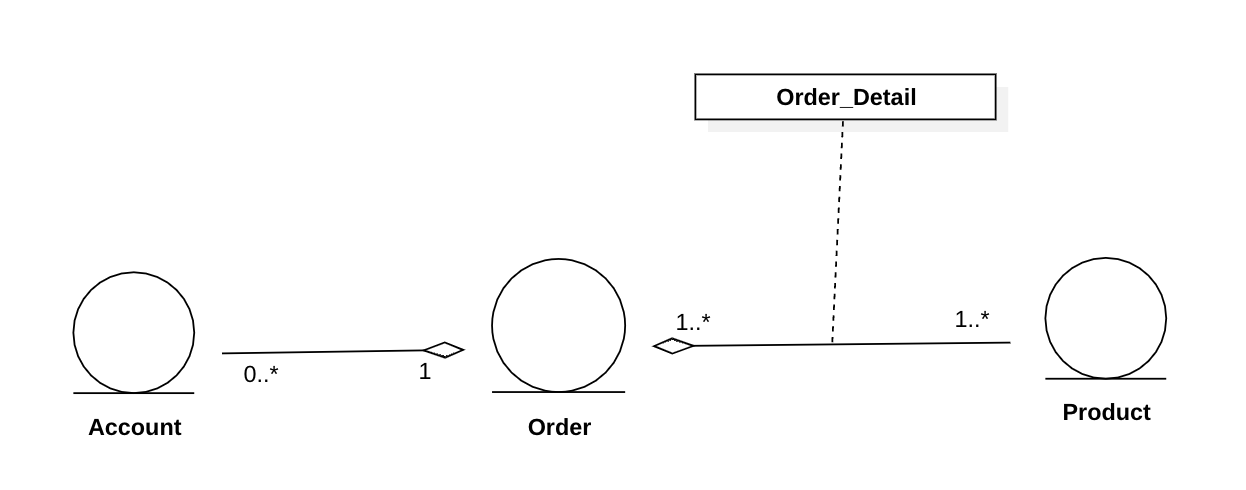 Order_Detail
1..*
1..*
0..*
1
Account
Order
Product